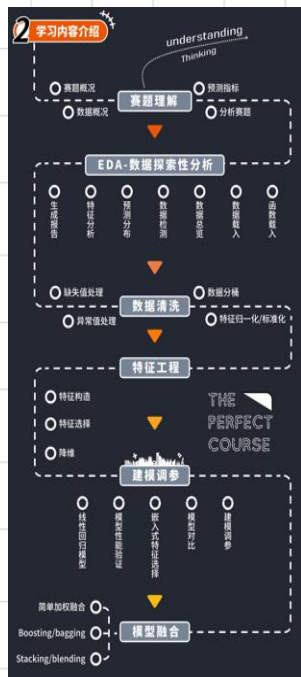 2 学习内容介绍
understanding
Thinking
赛题概况
预测指标
赛题理解
数据概况
分析赛题
EDA-数据探索性分析
生成报告
特征分析
预测分布
数据检测
数据总览
数据载入
函数载入
缺失值处理
数据分桶
数据清洗
异常值处理
特征归一化/标准化
特征工程
特征构造
THE
PERFECT
COURSE
特征选择
降维
建模调参
线性回归模型
模型性能验证
嵌入式特征选择
模型对比
建模调参
简单加权融合
Boosting/bagging
模型融合
Stacking/blending